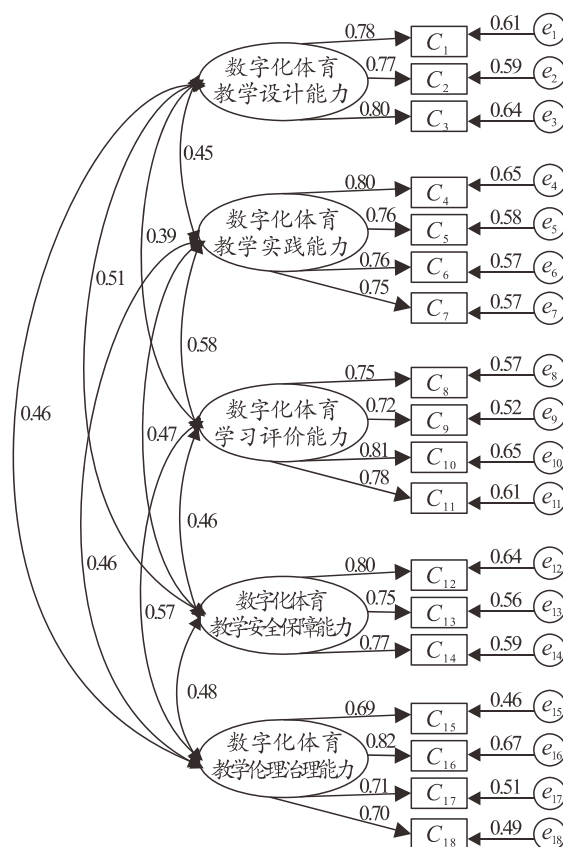 0.78 C1 0.61 e1
数字化体育
教学设计能力
0.77 C2 0.59 e2
0.80 C3 0.64 e3
0.45
0.80 C4 0.65 e4
数字化体育
教学实践能力
0.76 C5 0.58 e5
0.39
0.76 C6 0.57 e6
0.51
0.75 C7 0.57 e7
0.58
0.75 C8 0.57 e8
数字化体育
学习评价能力
0.72 C9 0.52 e9
0.46
0.47
0.81 C10 0.65 e10
0.78 C11 0.61 e11
0.46
0.46
0.80 C12 0.64 e12
数字化体育
教学安全保障能力
0.57
0.75 C13 0.56 e13
0.77 C14 0.59 e14
0.48
0.69 C15 0.46 e15
数字化体育
教学伦理治理能力
0.82 C16 0.67 e16
0.71 C17 0.51 e17
0.70 C18 0.49 e18